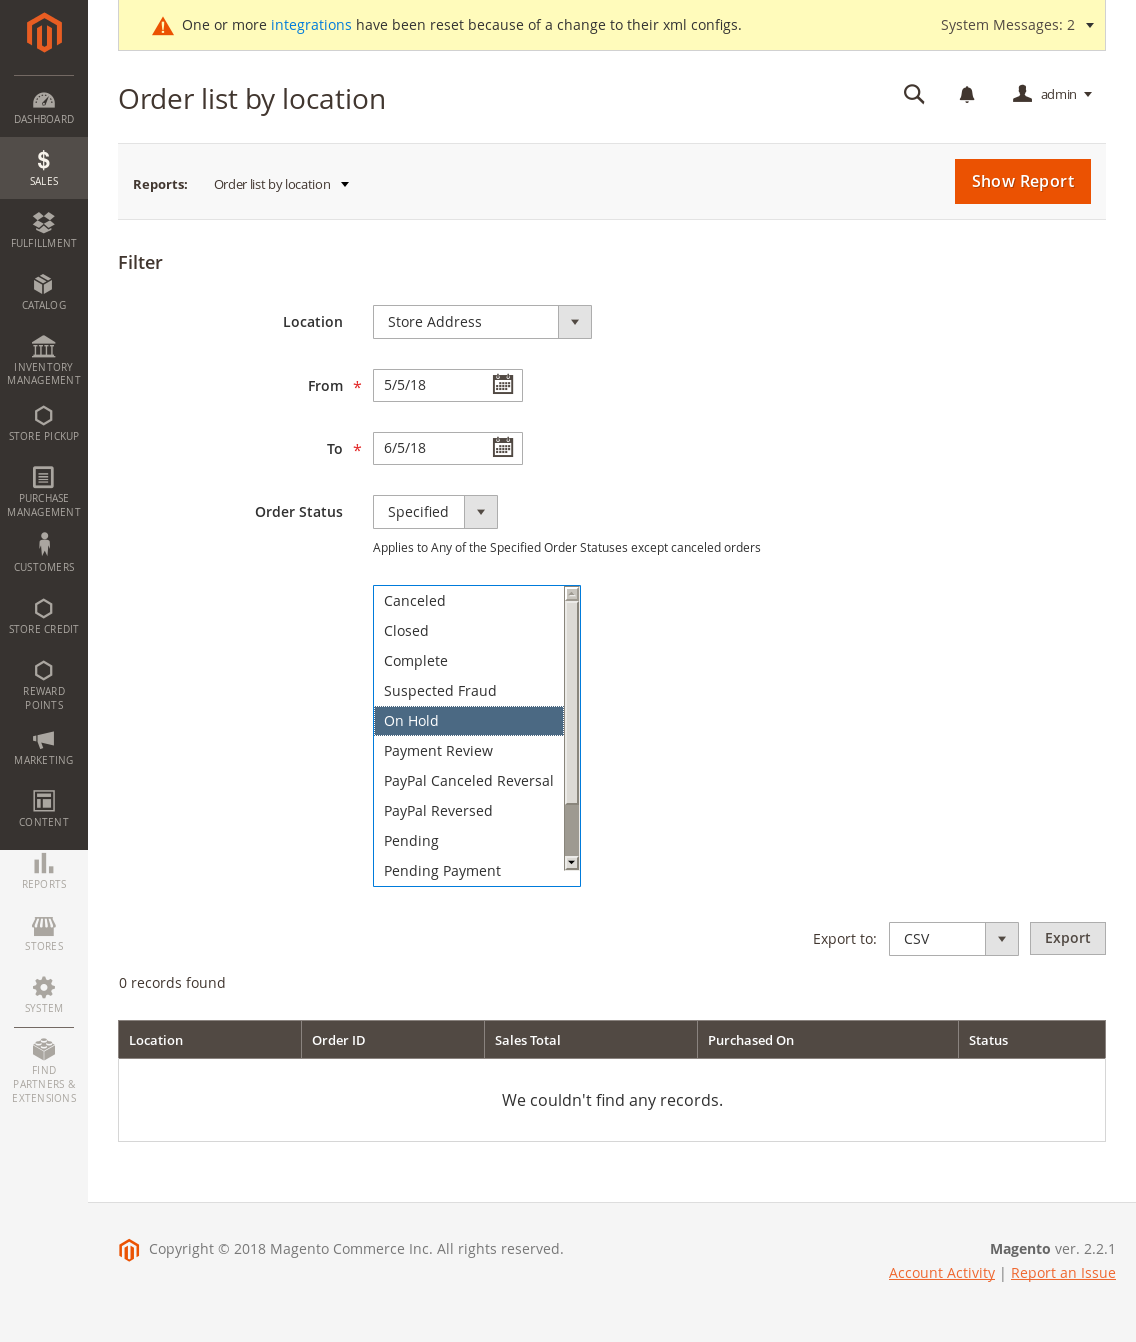 One or more integrations have been reset because of a change to their xml configs.
System Messages: 2
Order list by location
admin
DASHBOARD
SALES
FULFILLMENT
CATALOG
INVENTORY
MANAGEMENT
STORE PICKUP
PURCHASE
MANAGEMENT
CUSTOMERS
STORE CREDIT
REWARD
POINTS
MARKETING
CONTENT
REPORTS
STORES
SYSTEM
FIND
PARTNERS &
EXTENSIONS
Reports: Order list by location
Show Report
Filter
Location Store Address
From * 5/5/18
To * 6/5/18
Order Status Specified
Applies to Any of the Specified Order Statuses except canceled orders
Canceled
Closed
Complete
Suspected Fraud
On Hold
Payment Review
PayPal Canceled Reversal
PayPal Reversed
Pending
Pending Payment
Export to: CSV Export
0 records found
Location Order ID Sales Total Purchased On Status
We couldn't find any records.
Copyright © 2018 Magento Commerce Inc. All rights reserved.
Magento ver. 2.2.1
Account Activity | Report an Issue